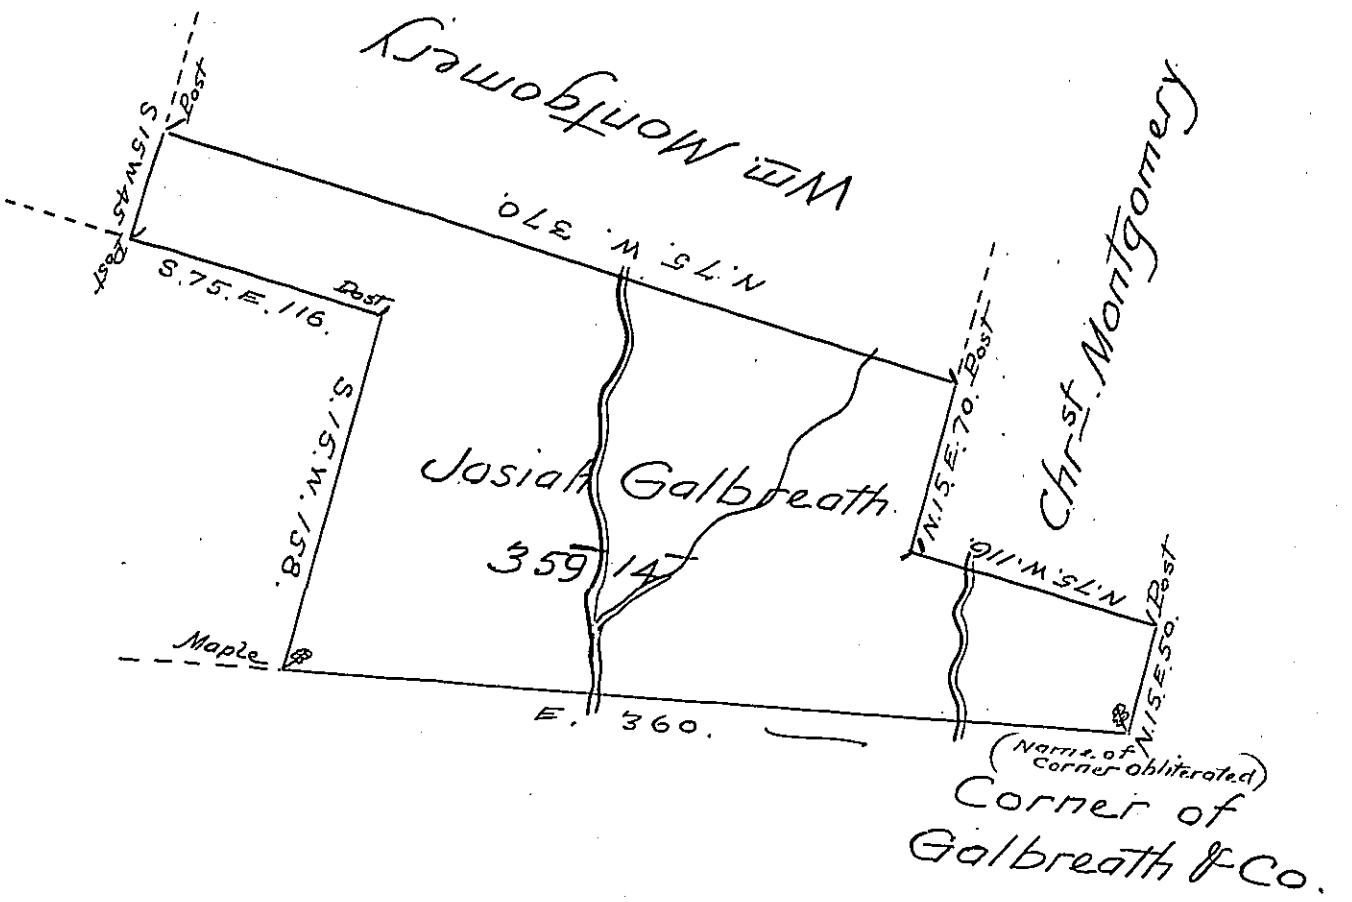 Wm. Montgomery
Chr.st Montgomery
Post
S 15 W 45
Post
S. 75. E. 116.
Post
N. 75. W. 370.
Post
N. 15. E. 70.
S. 15. W. 158.
Josiah Galbreath.
359 14
N. 75. W. 116.
Post
N. 15. E. 50.
Maple
E. 360.
(Name of
Corner Obliterated)
Corner of
Galbreath & Co.